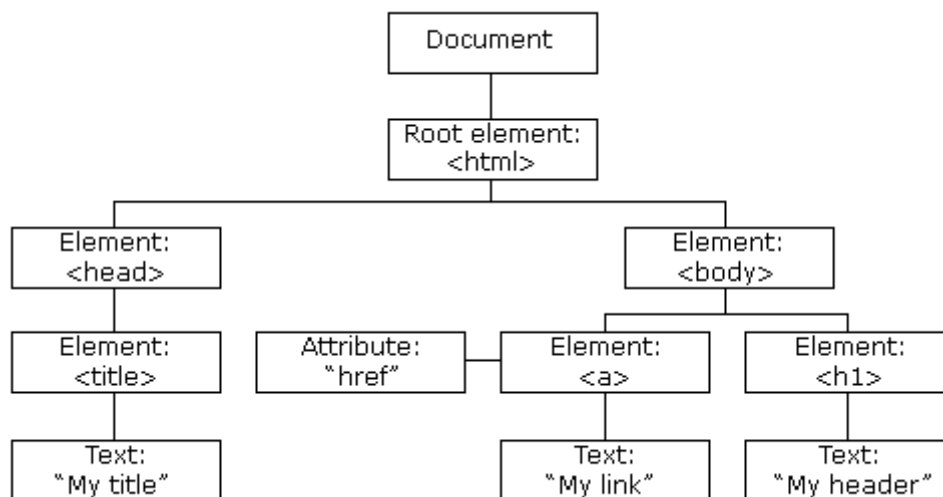 Document
Root element:
<html>
Element:
<head>
Element:
<body>
Element:
<title>
Attribute:
“href”
Element:
<a>
Element:
<h1>
Text:
“My title”
Text:
“My link”
Text:
“My header”